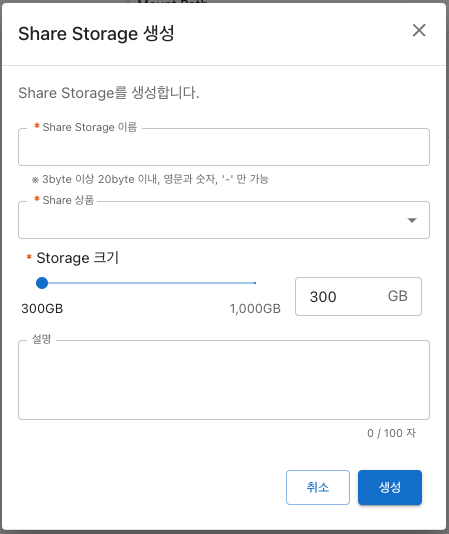 Mount Path
Share Storage 생성
Share Storage를 생성합니다.
* Share Storage 이름
※ 3byte 이상 20byte 이내, 영문과 숫자, '-' 만 가능
* Share 상품
* Storage 크기
300GB
1,000GB
300 GB
설명
0 / 100 자
취소
생성